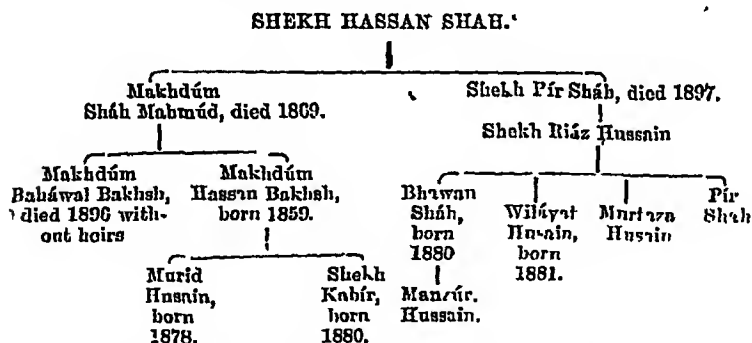 SHEKH HASSAN SHAH.
Makhdúm
Sháh Mahmúd, died 1869.
Shekh Pír Sháh, died 1897.
Shekh Riáz Hussain
Makhdúm
Baháwal Bakhsh,
died 1896 with-
out heirs
Makhdúm
Hassan Bakhsh,
born 1859.
Bhawan
Sháh,
born
1880
Wiláyat
Husain,
born
1881.
Murtaza
Husain
Pír
Shah
Murid
Husain,
born
1878.
Shekh
Kabír,
born
1880.
Manzúr.
Hussain.